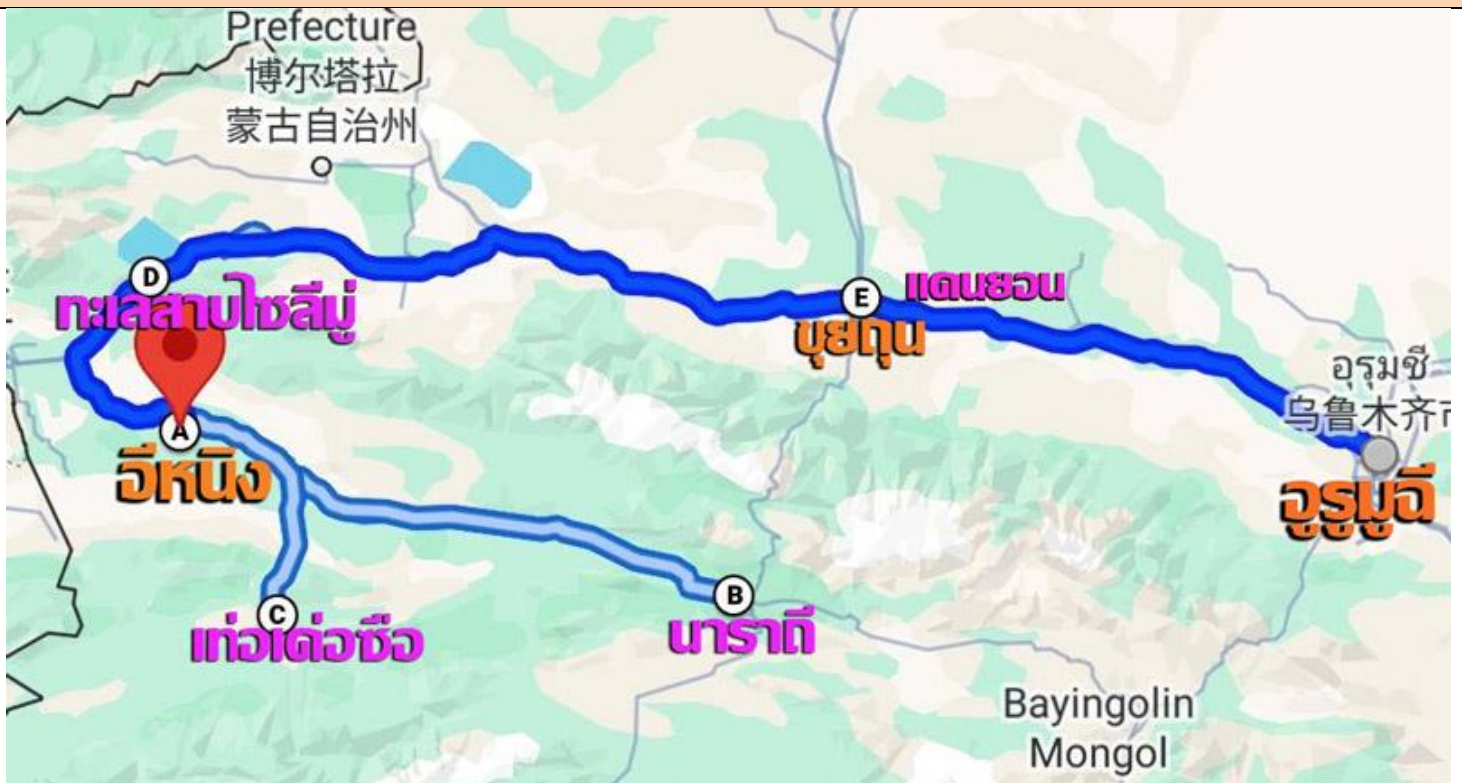 Prefecture
博尔塔拉
蒙古自治州
D
ทะเลสาบไซลีมู่
E
แคนยอน
ขุยถุน
อุรุมชี
乌鲁木齐市
A
อีหนิง
อูรูมูฉี
B
C
เท่อเค่อซือ
นาราถี
Bayingolin
Mongol